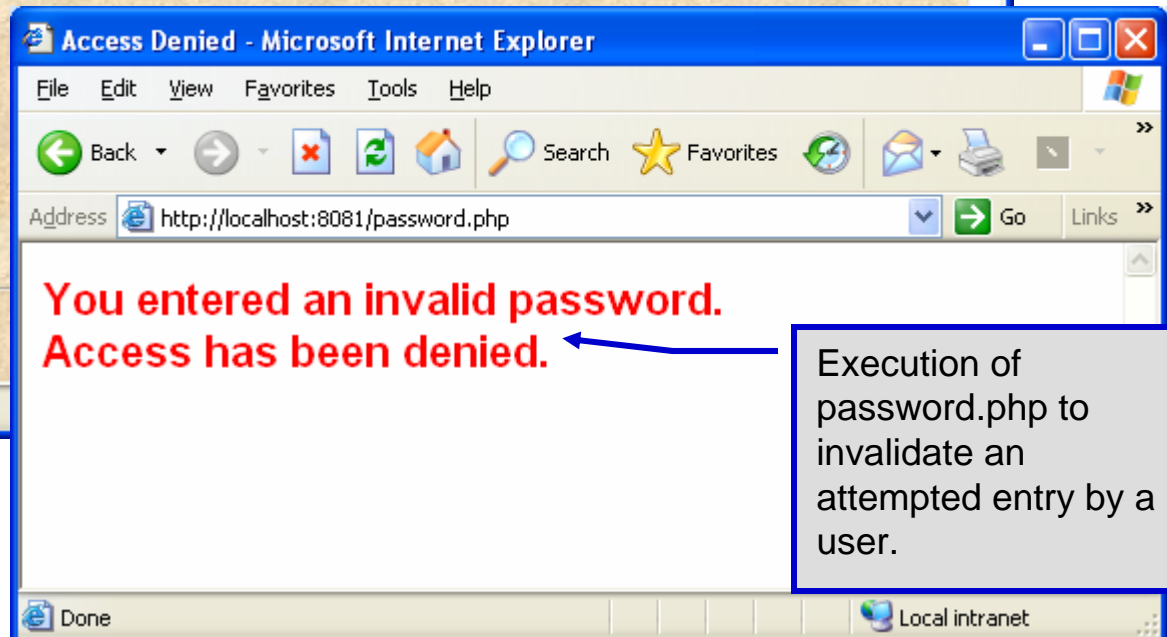 Access Denied - Microsoft Internet Explorer
File Edit View Favorites Tools Help
Back Search Favorites »
Address http://localhost:8081/password.php Go Links »
You entered an invalid password.
Access has been denied.
Execution of
password.php to
invalidate an
attempted entry by a
user.
Done Local intranet